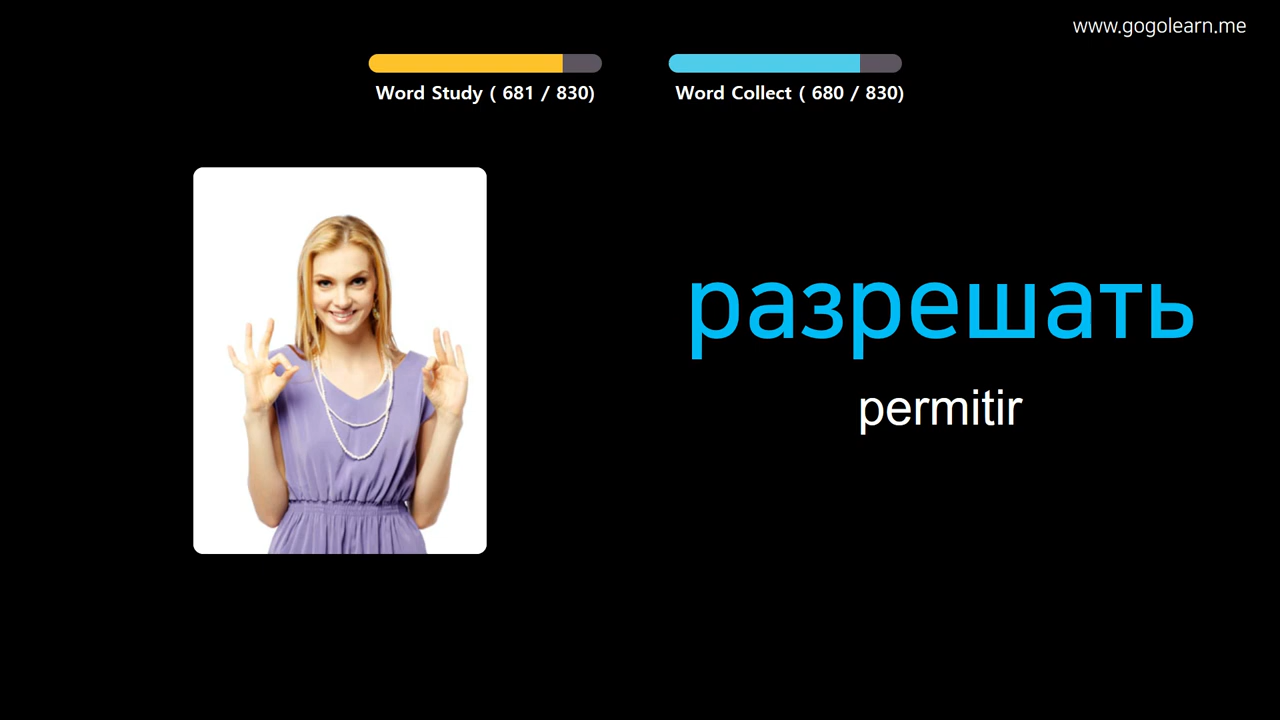 www.gogolearn.me
Word Study ( 681 / 830)
Word Collect ( 680 / 830)
разрешать
permitir